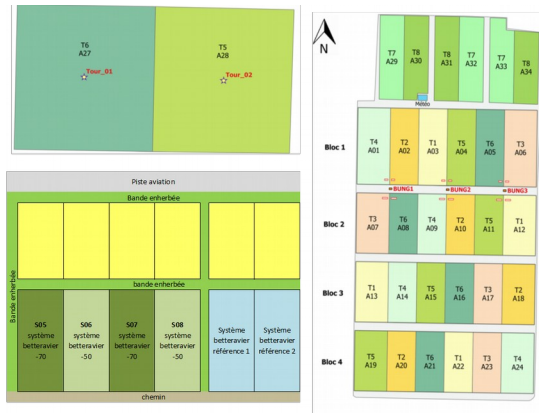 T6
A27
Tour_01
T5
A28
Tour_02
Piste aviation
Bande enherbée
Bande enherbée
bande enherbée
S05
système
betteravier
-70
S06
système
betteravier
-50
S07
système
betteravier
-70
S08
système
betteravier
-50
Système
betteravier
référence 1
Système
betteravier
référence 2
chemin
N
T7
A29
T8
A30
T8
A31
T7
A32
T7
A33
T8
A34
Météo
Bloc 1
T4
A01
T2
A02
T1
A03
T5
A04
T6
A05
T3
A06
BUNG1
BUNG2
BUNG3
Bloc 2
T3
A07
T6
A08
T4
A09
T2
A10
T5
A11
T1
A12
Bloc 3
T1
A13
T4
A14
T5
A15
T6
A16
T3
A17
T2
A18
Bloc 4
T5
A19
T2
A20
T6
A21
T1
A22
T3
A23
T4
A24